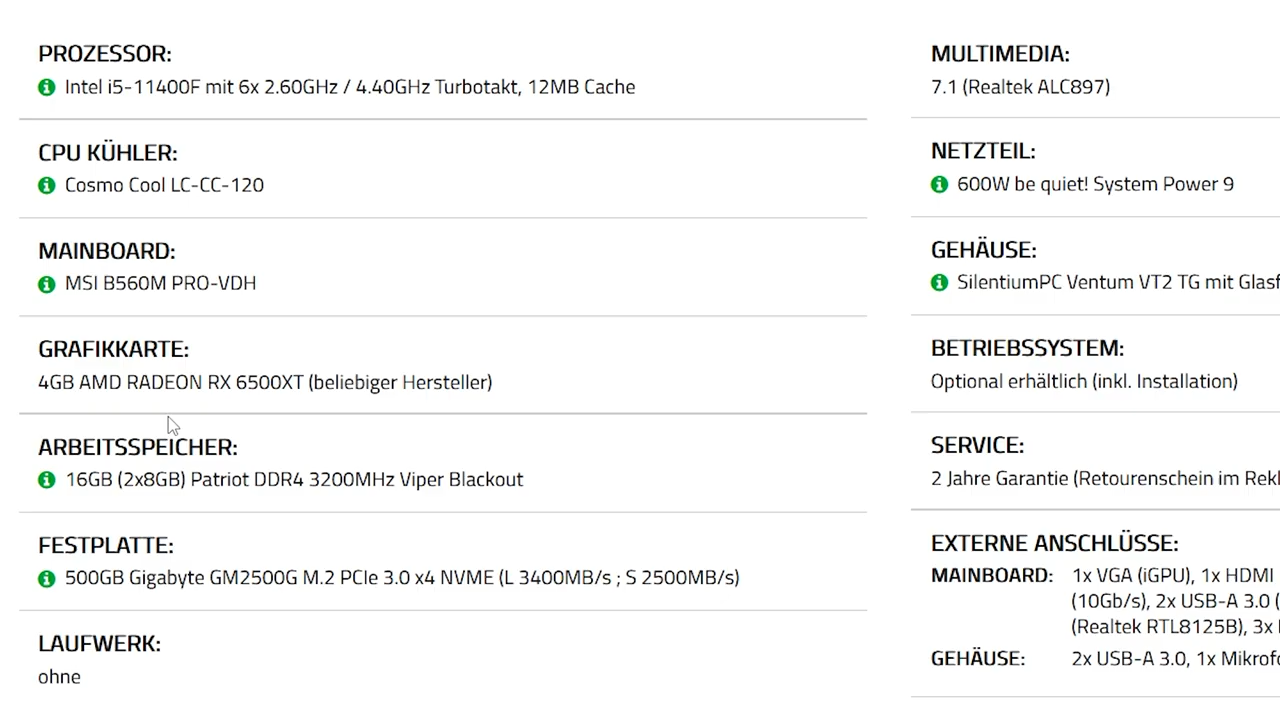 PROZESSOR:
Intel i5-11400F mit 6x 2.60GHz / 4.40GHz Turbotakt, 12MB Cache
CPU KÜHLER:
Cosmo Cool LC-CC-120
MAINBOARD:
MSI B560M PRO-VDH
GRAFIKKARTE:
4GB AMD RADEON RX 6500XT (beliebiger Hersteller)
ARBEITSSPEICHER:
16GB (2x8GB) Patriot DDR4 3200MHz Viper Blackout
FESTPLATTE:
500GB Gigabyte GM2500G M.2 PCIe 3.0 x4 NVME (L 3400MB/s ; S 2500MB/s)
LAUFWERK:
ohne
MULTIMEDIA:
7.1 (Realtek ALC897)
NETZTEIL:
600W be quiet! System Power 9
GEHÄUSE:
SilentiumPC Ventum VT2 TG mit
BETRIEBSSYSTEM:
Optional erhältlich (inkl. Installation)
SERVICE:
2 Jahre Garantie (Retourenschein im
EXTERNE ANSCHLÜSSE:
MAINBOARD: 1x VGA (iGPU), 1x HDMI
(10Gb/s), 2x USB-A 3.0 (
(Realtek RTL8125B), 3x
GEHÄUSE: 2x USB-A 3.0, 1x